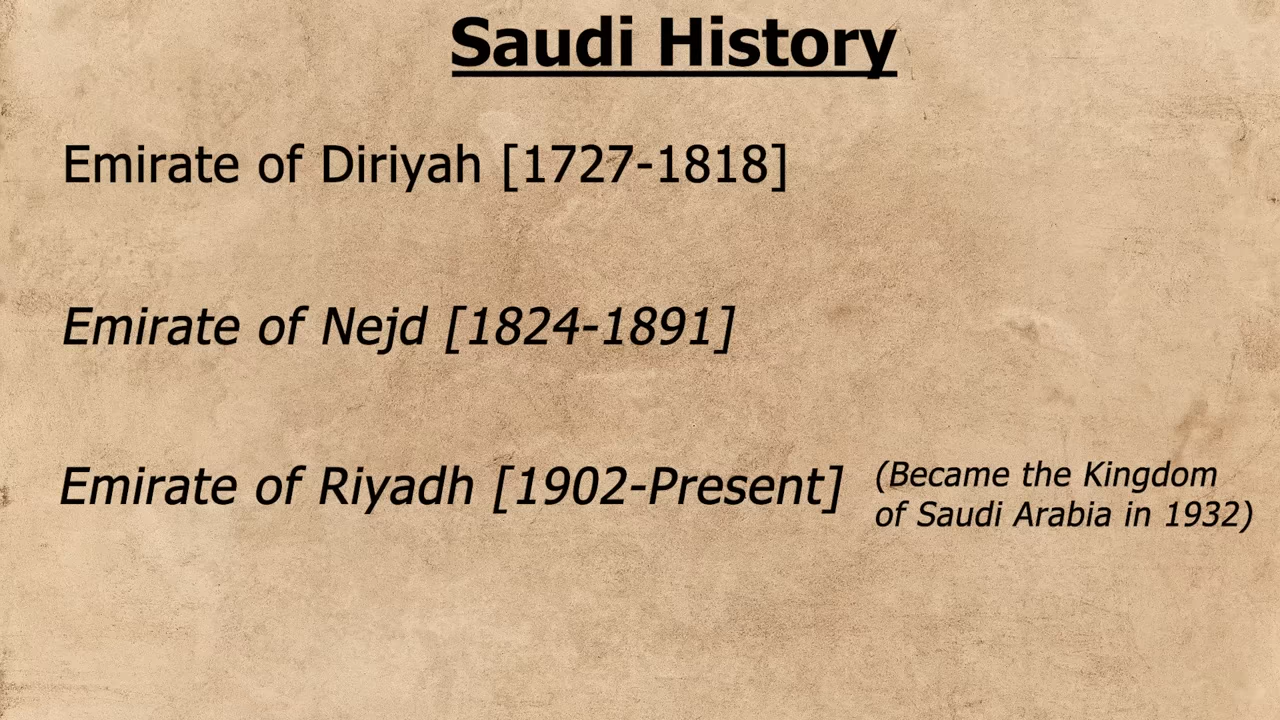 Saudi History
Emirate of Diriyah [1727-1818]
Emirate of Nejd [1824-1891]
Emirate of Riyadh [1902-Present]
(Became the Kingdom
of Saudi Arabia in 1932)